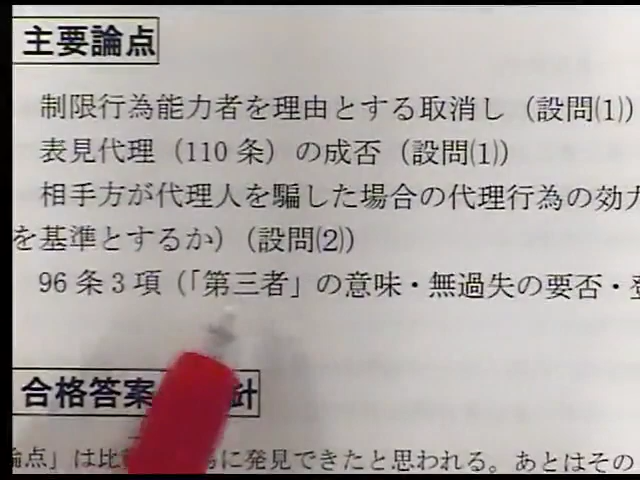 主要論点
制限行為能力者を理由とする取消し（設問⑴）
表見代理（110 条）の成否（設問⑴）
相手方が代理人を騙した場合の代理行為の効力
を基準とするか）（設問⑵）
96 条 3 項（「第三者」の意味・無過失の要否・登
合格答案 針
論点」は比 に発見できたと思われる。あとはその